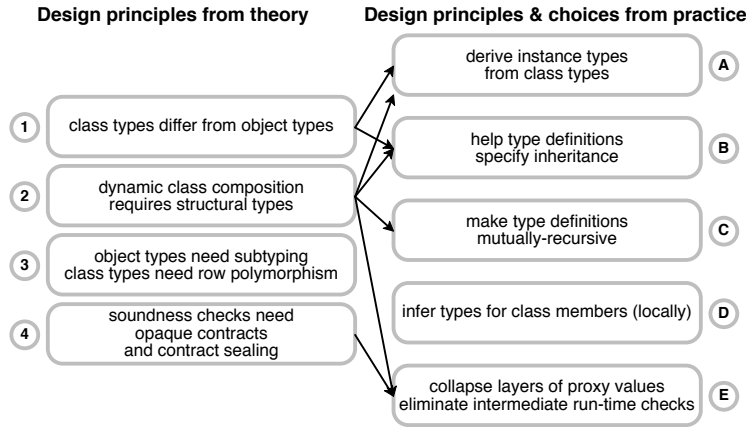 Design principles from theory
Design principles & choices from practice
1
class types differ from object types
2
dynamic class composition
requires structural types
3
object types need subtyping
class types need row polymorphism
4
soundness checks need
opaque contracts
and contract sealing
derive instance types
from class types
A
help type definitions
specify inheritance
B
make type definitions
mutually-recursive
C
infer types for class members (locally)
D
collapse layers of proxy values
eliminate intermediate run-time checks
E